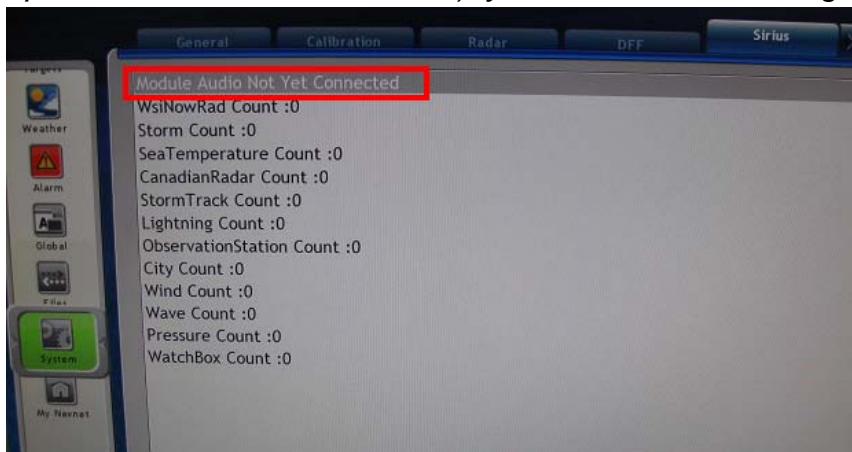 General Calibration Radar DFF Sirius
Targets
Weather
Alarm
Global
Files
System
My Navnet
Module Audio Not Yet Connected
WsiNowRad Count :0
Storm Count :0
SeaTemperature Count :0
CanadianRadar Count :0
StormTrack Count :0
Lightning Count :0
ObservationStation Count :0
City Count :0
Wind Count :0
Wave Count :0
Pressure Count :0
WatchBox Count :0